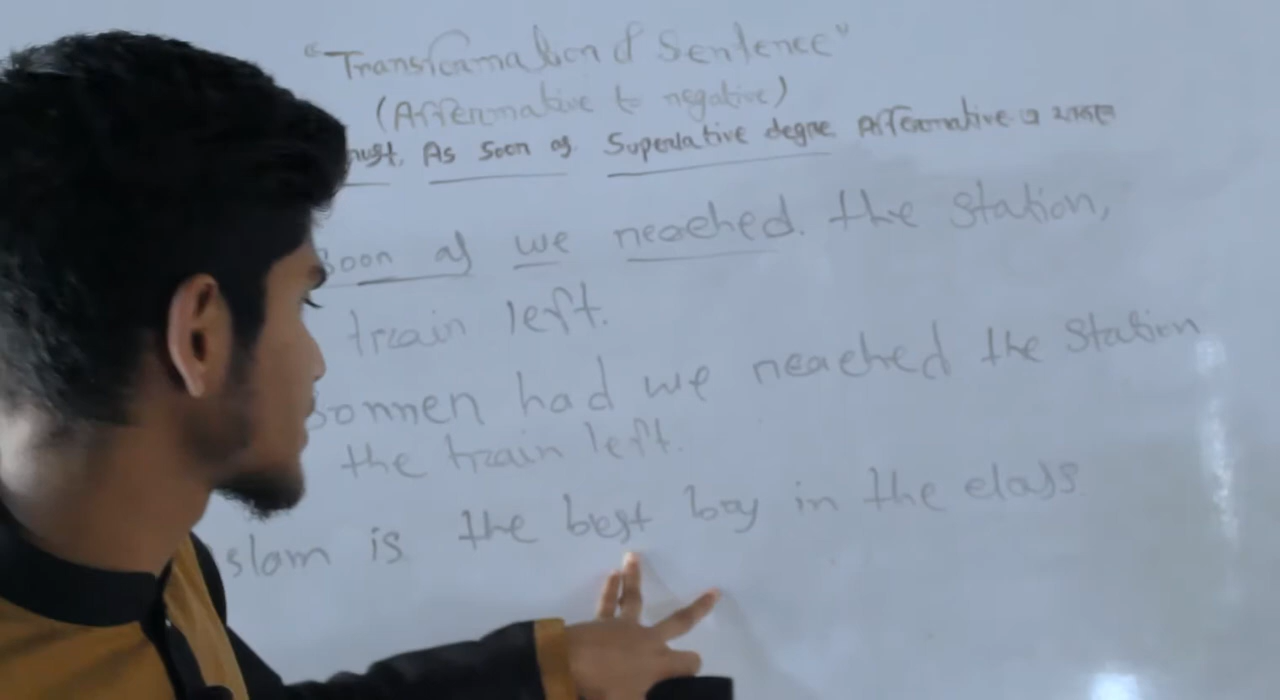 "Transformation of Sentence"
(Affermative to negative)
must, As soon as Superlative degre Affermative এ থাকলে
Soon as we reached the station,
train left.
Sonnen had we reached the station
the train left.
slam is the best boy in the class